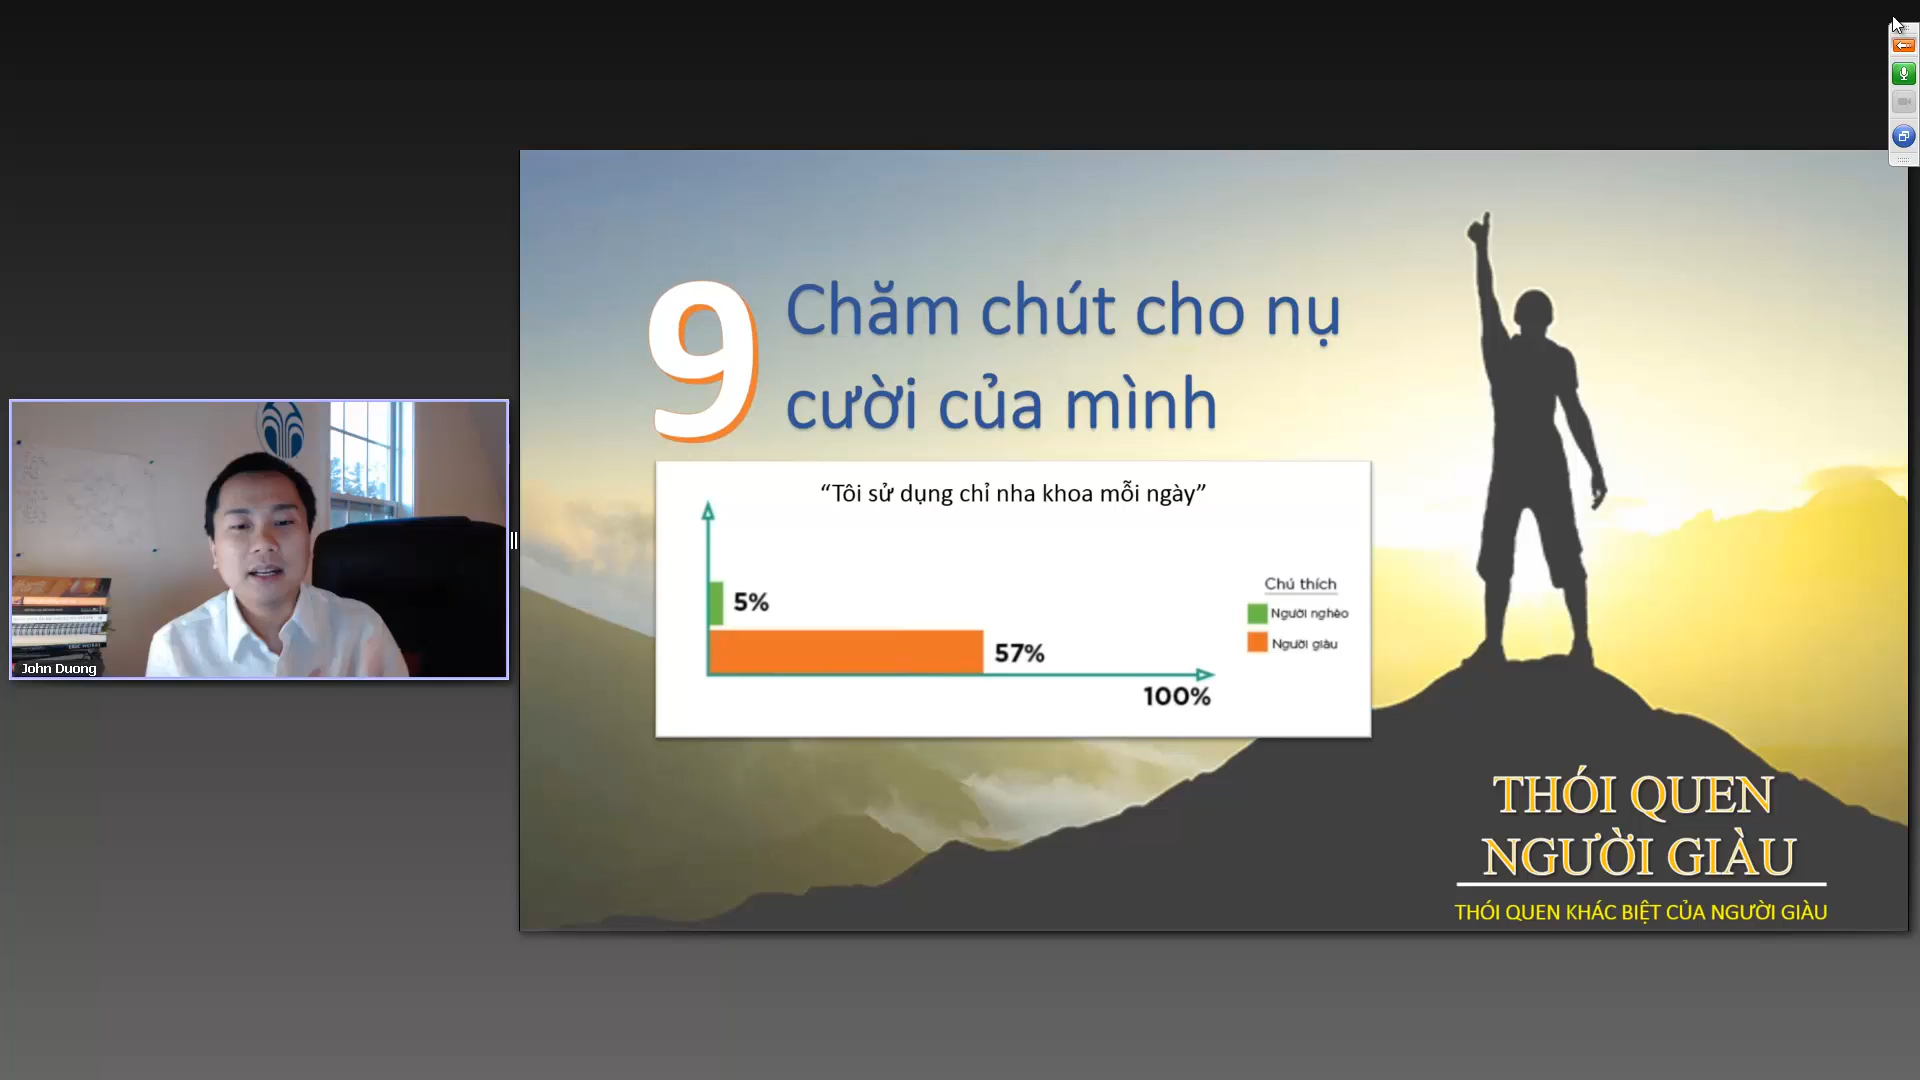 9
Chăm chút cho nụ
cười của mình
“Tôi sử dụng chỉ nha khoa mỗi ngày”
5%
57%
100%
Chú thích
Người nghèo
Người giàu
THÓI QUEN
NGƯỜI GIÀU
THÓI QUEN KHÁC BIỆT CỦA NGƯỜI GIÀU
John Duong